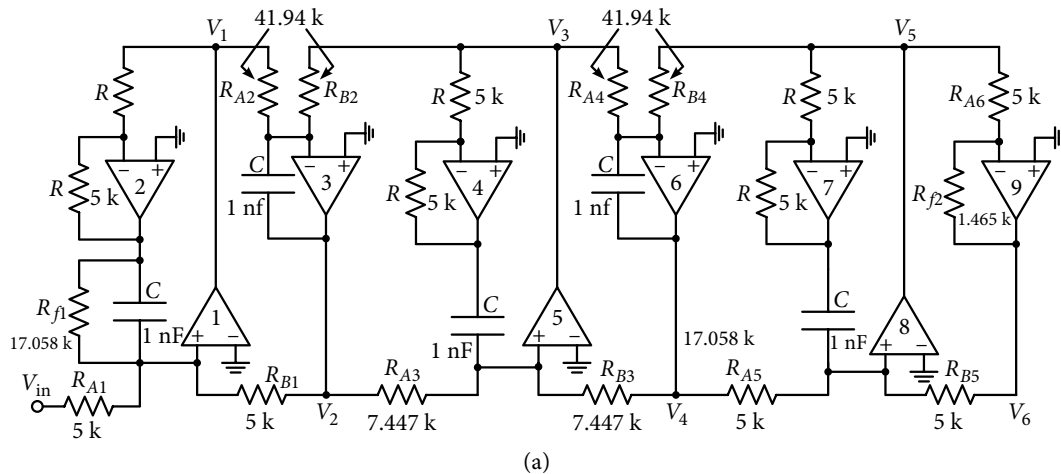 41.94 k
41.94 k
V1
V3
V5
R
RA2
RB2
R
5 k
RA4
RB4
R
5 k
RA6
5 k
R
5 k
− +
2
C
1 nf
− +
3
R
5 k
− +
4
C
1 nf
− +
6
R
5 k
− +
7
Rf2
1.465 k
− +
9
Rf1
17.058 k
C
1 nF
1
+ −
C
1 nF
5
+ −
17.058 k
C
1 nF
8
+ −
Vin
RA1
5 k
RB1
5 k
V2
RA3
7.447 k
RB3
7.447 k
V4
RA5
5 k
RB5
5 k
V6
(a)